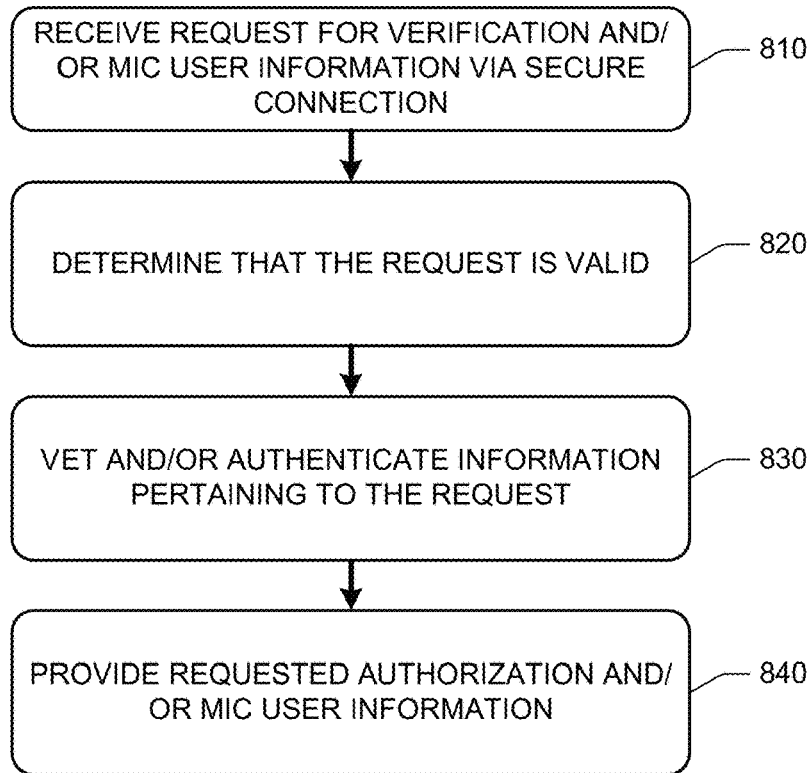 RECEIVE REQUEST FOR VERIFICATION AND/
OR MIC USER INFORMATION VIA SECURE
CONNECTION
810
DETERMINE THAT THE REQUEST IS VALID
820
VET AND/OR AUTHENTICATE INFORMATION
PERTAINING TO THE REQUEST
830
PROVIDE REQUESTED AUTHORIZATION AND/
OR MIC USER INFORMATION
840